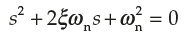 s² + 2ξωₙs + ωₙ² = 0